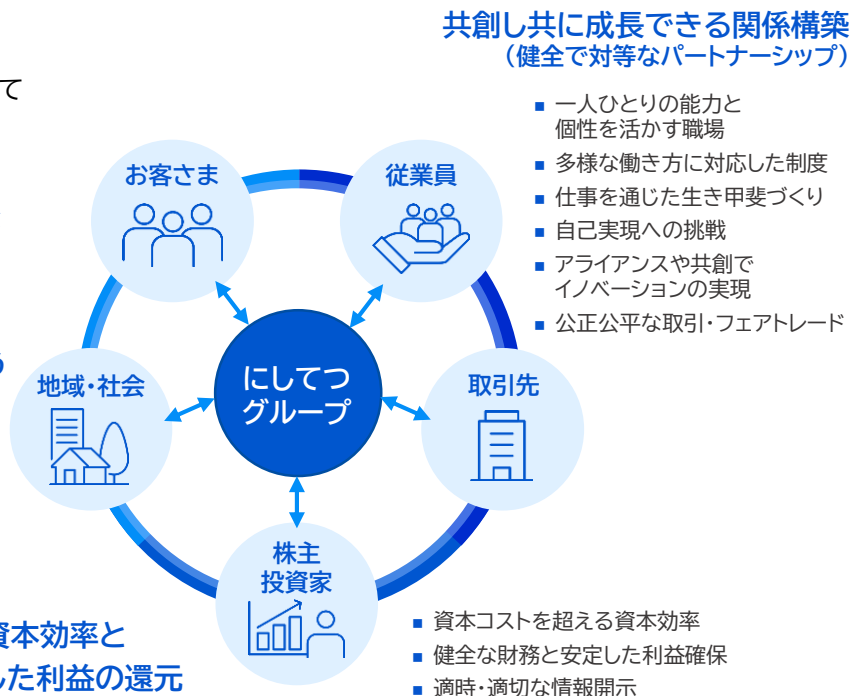 共創し共に成長できる関係構築
（健全で対等なパートナーシップ）
て
■ 一人ひとりの能力と
個性を活かす職場
■ 多様な働き方に対応した制度
■ 仕事を通じた生き甲斐づくり
■ 自己実現への挑戦
■ アライアンスや共創で
イノベーションの実現
■ 公正公平な取引・フェアトレード
お客さま
従業員
にしてつ
グループ
地域・社会
取引先
株主
投資家
資本効率と
した利益の還元
■ 資本コストを超える資本効率
■ 健全な財務と安定した利益確保
■ 適時・適切な情報開示